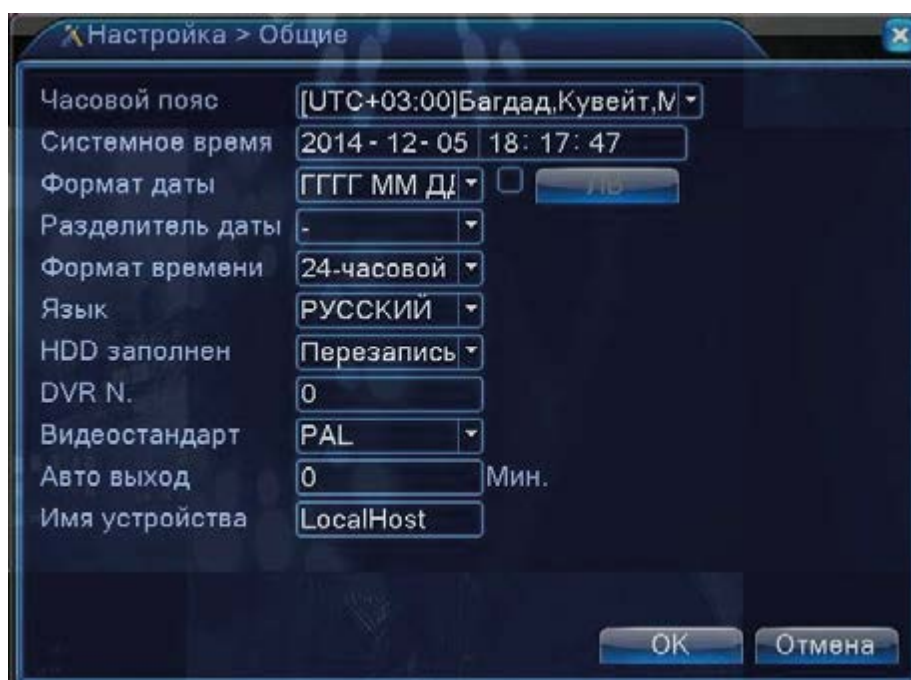 Настройка > Общие
Часовой пояс [UTC+03:00]Багдад,Кувейт,М
Системное время 2014 - 12 - 05 18: 17: 47
Формат даты ГГГГ ММ ДД ЛВ
Разделитель даты -
Формат времени 24-часовой
Язык РУССКИЙ
HDD заполнен Перезапись
DVR N. 0
Видеостандарт PAL
Авто выход 0 Мин.
Имя устройства LocalHost
OK Отмена